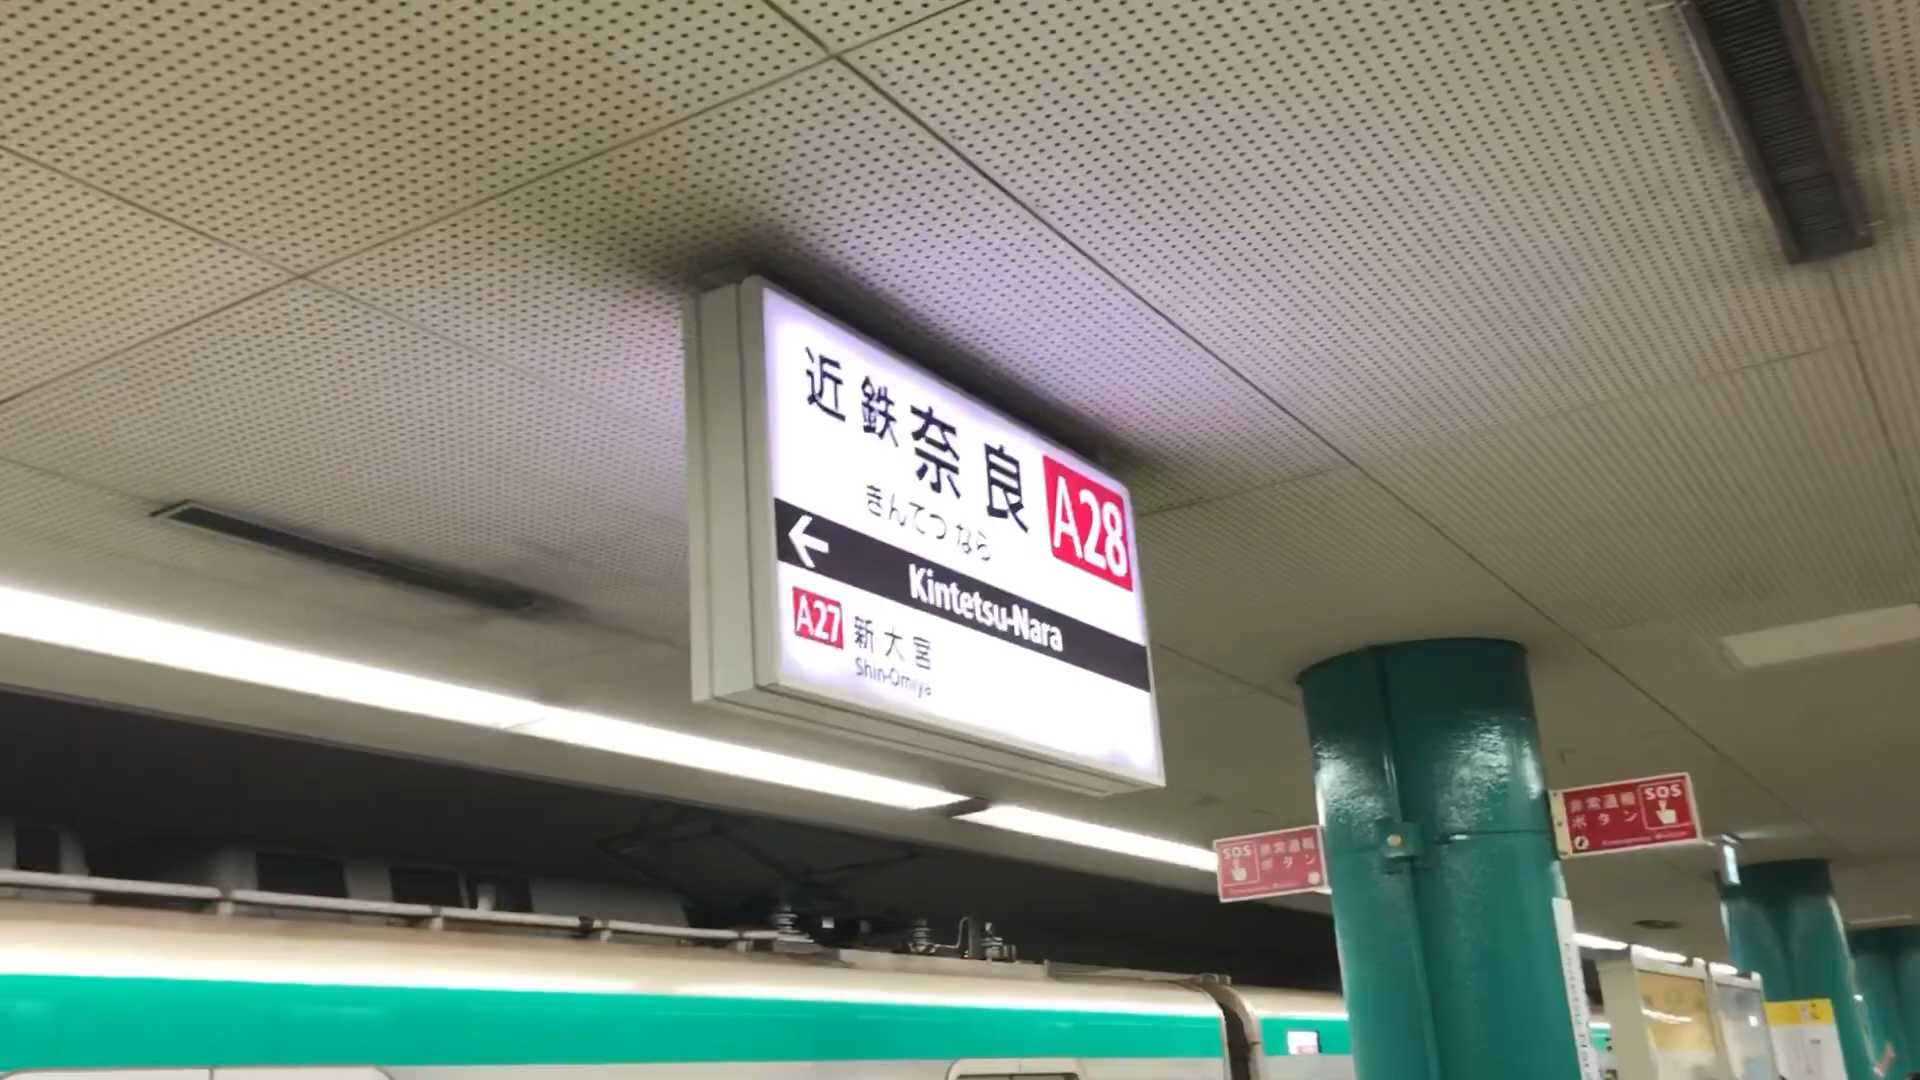 近鉄奈良
A28
きんてつ なら
←
Kintetsu-Nara
A27 新大宮
Shin-Omiya
SOS 非常通報
ボタン
非常通報 SOS
ボタン